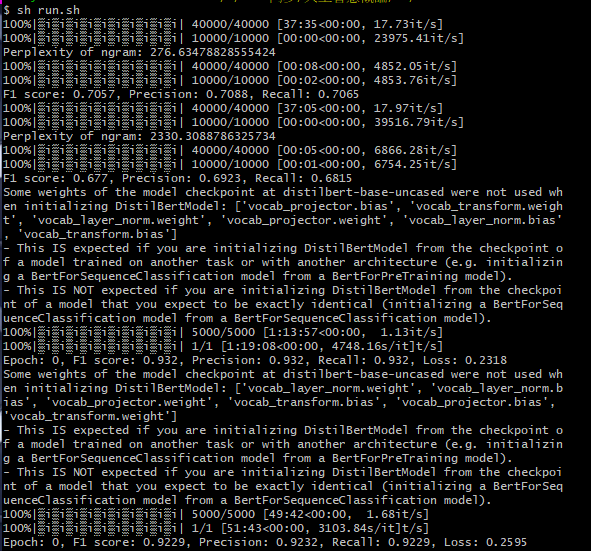 $ sh run.sh
100%|▒▒▒▒▒▒▒▒▒▒| 40000/40000 [37:35<00:00, 17.73it/s]
100%|▒▒▒▒▒▒▒▒▒▒| 10000/10000 [00:00<00:00, 23975.41it/s]
Perplexity of ngram: 276.63478828555424
100%|▒▒▒▒▒▒▒▒▒▒| 40000/40000 [00:08<00:00, 4852.05it/s]
100%|▒▒▒▒▒▒▒▒▒▒| 10000/10000 [00:02<00:00, 4853.76it/s]
F1 score: 0.7057, Precision: 0.7088, Recall: 0.7065
100%|▒▒▒▒▒▒▒▒▒▒| 40000/40000 [37:05<00:00, 17.97it/s]
100%|▒▒▒▒▒▒▒▒▒▒| 10000/10000 [00:00<00:00, 39516.79it/s]
Perplexity of ngram: 2330.3088786325734
100%|▒▒▒▒▒▒▒▒▒▒| 40000/40000 [00:05<00:00, 6866.28it/s]
100%|▒▒▒▒▒▒▒▒▒▒| 10000/10000 [00:01<00:00, 6754.25it/s]
F1 score: 0.677, Precision: 0.6923, Recall: 0.6815
Some weights of the model checkpoint at distilbert-base-uncased were not used wh
en initializing DistilBertModel: ['vocab_projector.bias', 'vocab_transform.weigh
t', 'vocab_layer_norm.weight', 'vocab_projector.weight', 'vocab_layer_norm.bias'
, 'vocab_transform.bias']
- This IS expected if you are initializing DistilBertModel from the checkpoint o
f a model trained on another task or with another architecture (e.g. initializin
g a BertForSequenceClassification model from a BertForPreTraining model).
- This IS NOT expected if you are initializing DistilBertModel from the checkpoi
nt of a model that you expect to be exactly identical (initializing a BertForSeq
uenceClassification model from a BertForSequenceClassification model).
100%|▒▒▒▒▒▒▒▒▒▒| 5000/5000 [1:13:57<00:00, 1.13it/s]
100%|▒▒▒▒▒▒▒▒▒▒| 1/1 [1:19:08<00:00, 4748.16s/it]t/s]
Epoch: 0, F1 score: 0.932, Precision: 0.932, Recall: 0.932, Loss: 0.2318
Some weights of the model checkpoint at distilbert-base-uncased were not used wh
en initializing DistilBertModel: ['vocab_layer_norm.weight', 'vocab_layer_norm.b
ias', 'vocab_projector.weight', 'vocab_transform.bias', 'vocab_projector.bias',
'vocab_transform.weight']
- This IS expected if you are initializing DistilBertModel from the checkpoint o
f a model trained on another task or with another architecture (e.g. initializin
g a BertForSequenceClassification model from a BertForPreTraining model).
- This IS NOT expected if you are initializing DistilBertModel from the checkpoi
nt of a model that you expect to be exactly identical (initializing a BertForSeq
uenceClassification model from a BertForSequenceClassification model).
100%|▒▒▒▒▒▒▒▒▒▒| 5000/5000 [49:42<00:00, 1.68it/s]
100%|▒▒▒▒▒▒▒▒▒▒| 1/1 [51:43<00:00, 3103.84s/it]t/s]
Epoch: 0, F1 score: 0.9229, Precision: 0.9232, Recall: 0.9229, Loss: 0.2595